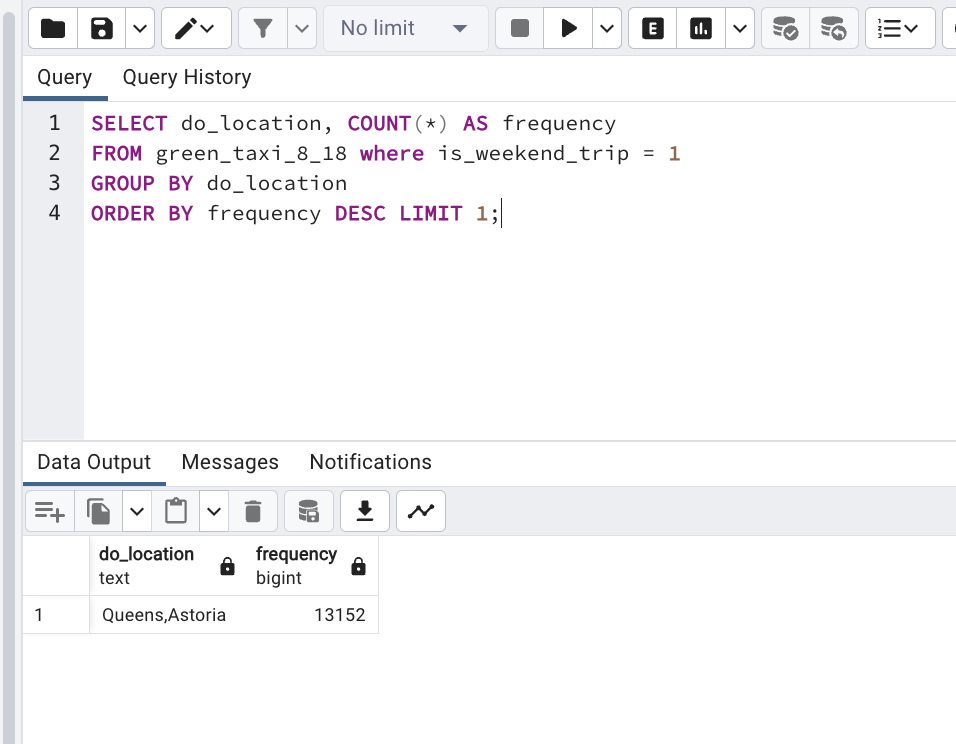 No limit
E
Query Query History
1 SELECT do_location, COUNT(*) AS frequency
2 FROM green_taxi_8_18 where is_weekend_trip = 1
3 GROUP BY do_location
4 ORDER BY frequency DESC LIMIT 1;
Data Output Messages Notifications
do_location frequency
text bigint
1 Queens,Astoria 13152